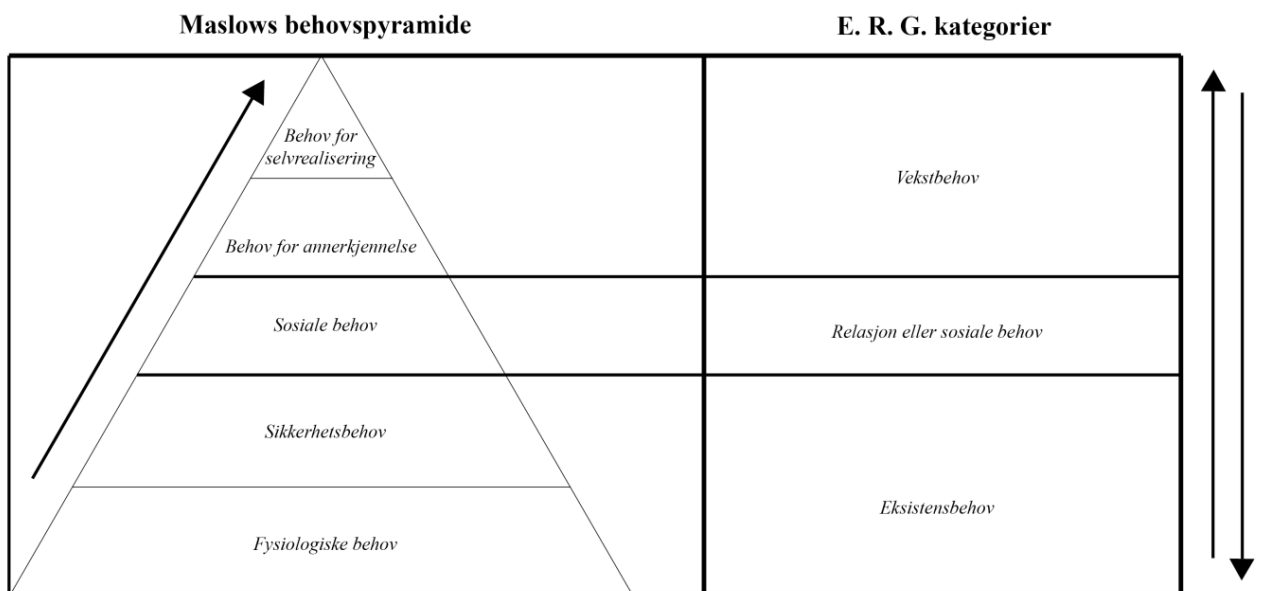 Maslows behovspyramide
E. R. G. kategorier
Behov for
selvrealisering
Vekstbehov
Behov for annerkjennelse
Sosiale behov
Relasjon eller sosiale behov
Sikkerhetsbehov
Eksistensbehov
Fysiologiske behov